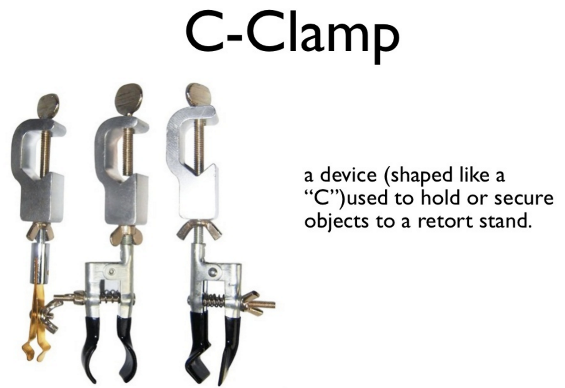 C-Clamp
a device (shaped like a
“C”)used to hold or secure
objects to a retort stand.